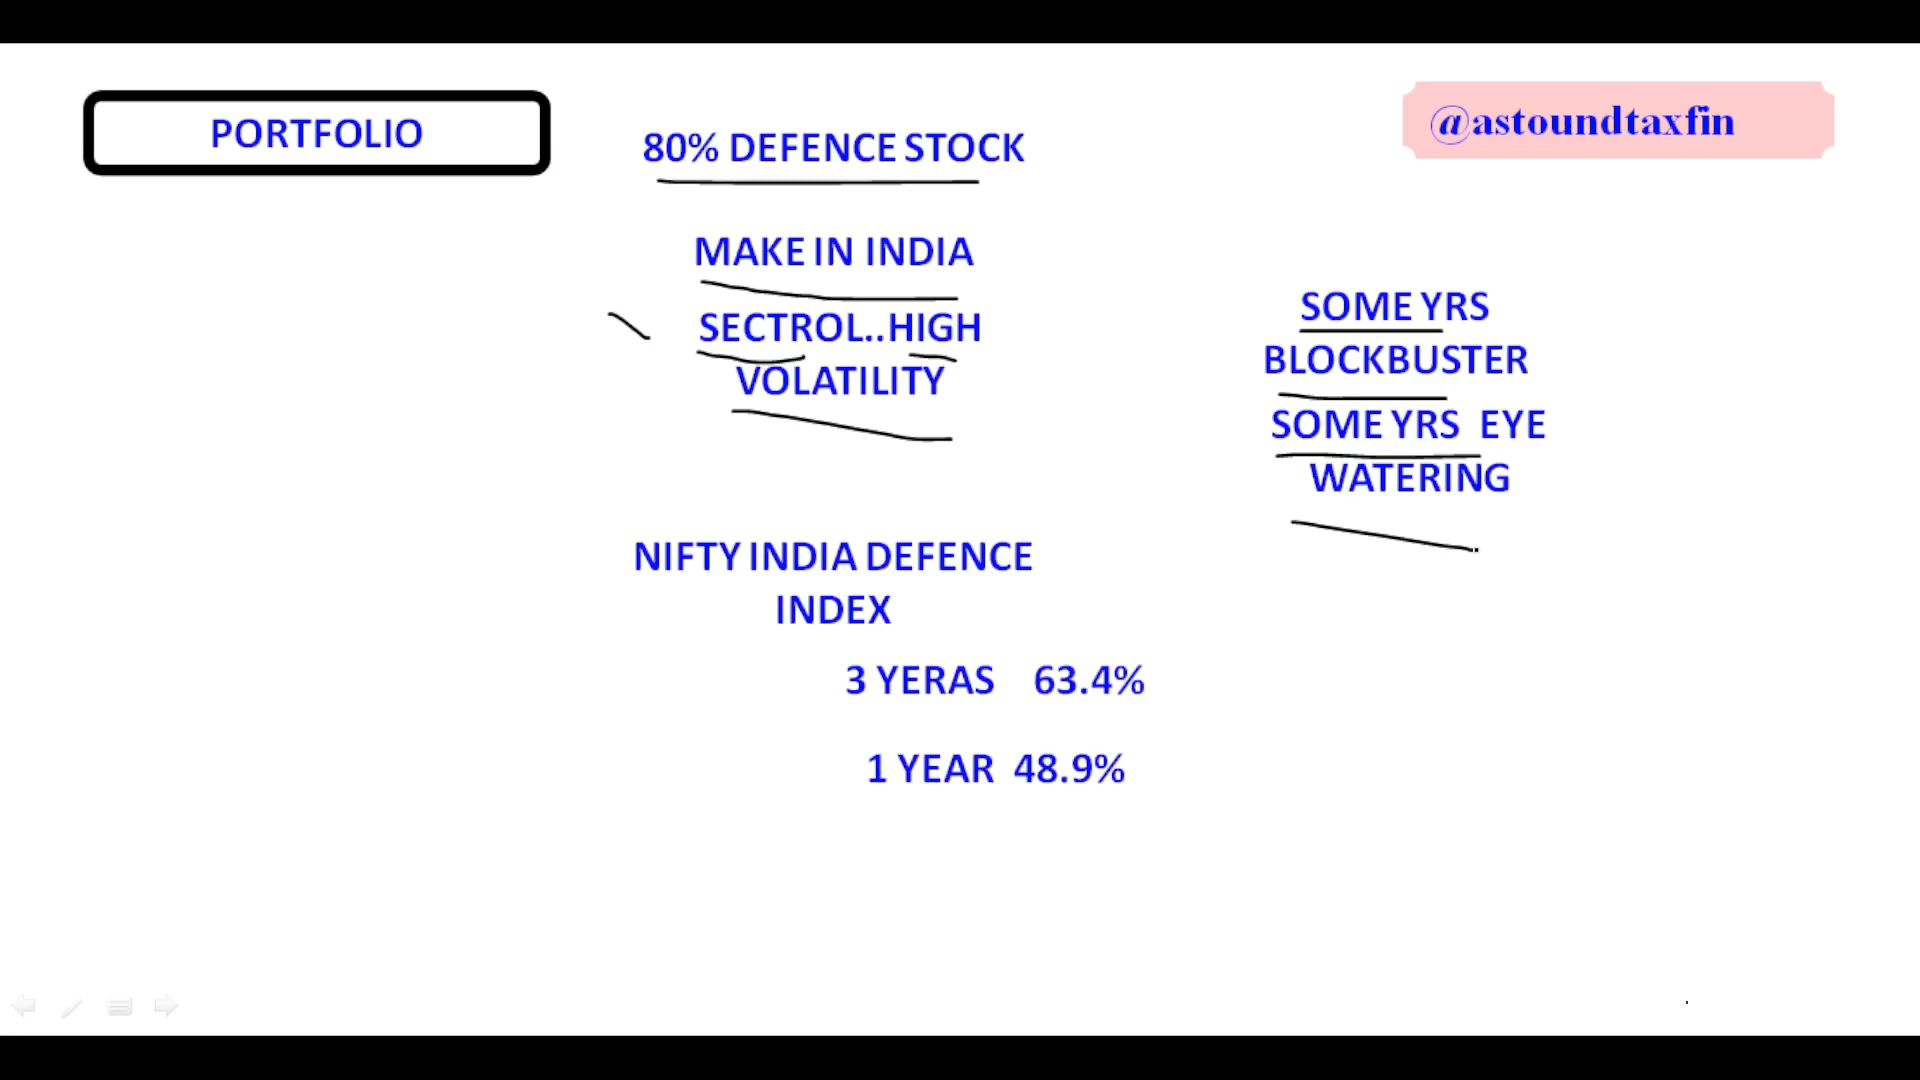 PORTFOLIO
@astoundtaxfin
80% DEFENCE STOCK
MAKE IN INDIA
SECTROL..HIGH
VOLATILITY
SOME YRS
BLOCKBUSTER
SOME YRS EYE
WATERING
NIFTY INDIA DEFENCE
INDEX
3 YERAS 63.4%
1 YEAR 48.9%